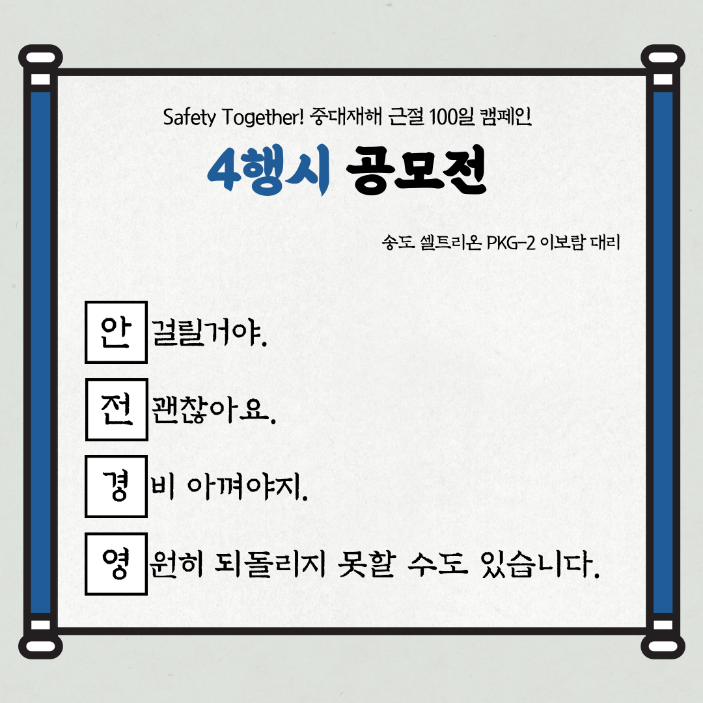 Safety Together! 중대재해 근절 100일 캠페인
4행시 공모전
송도 셀트리온 PKG-2 이보람 대리
안 걸릴거야.
전 괜찮아요.
경비 아껴야지.
영원히 되돌리지 못할 수도 있습니다.